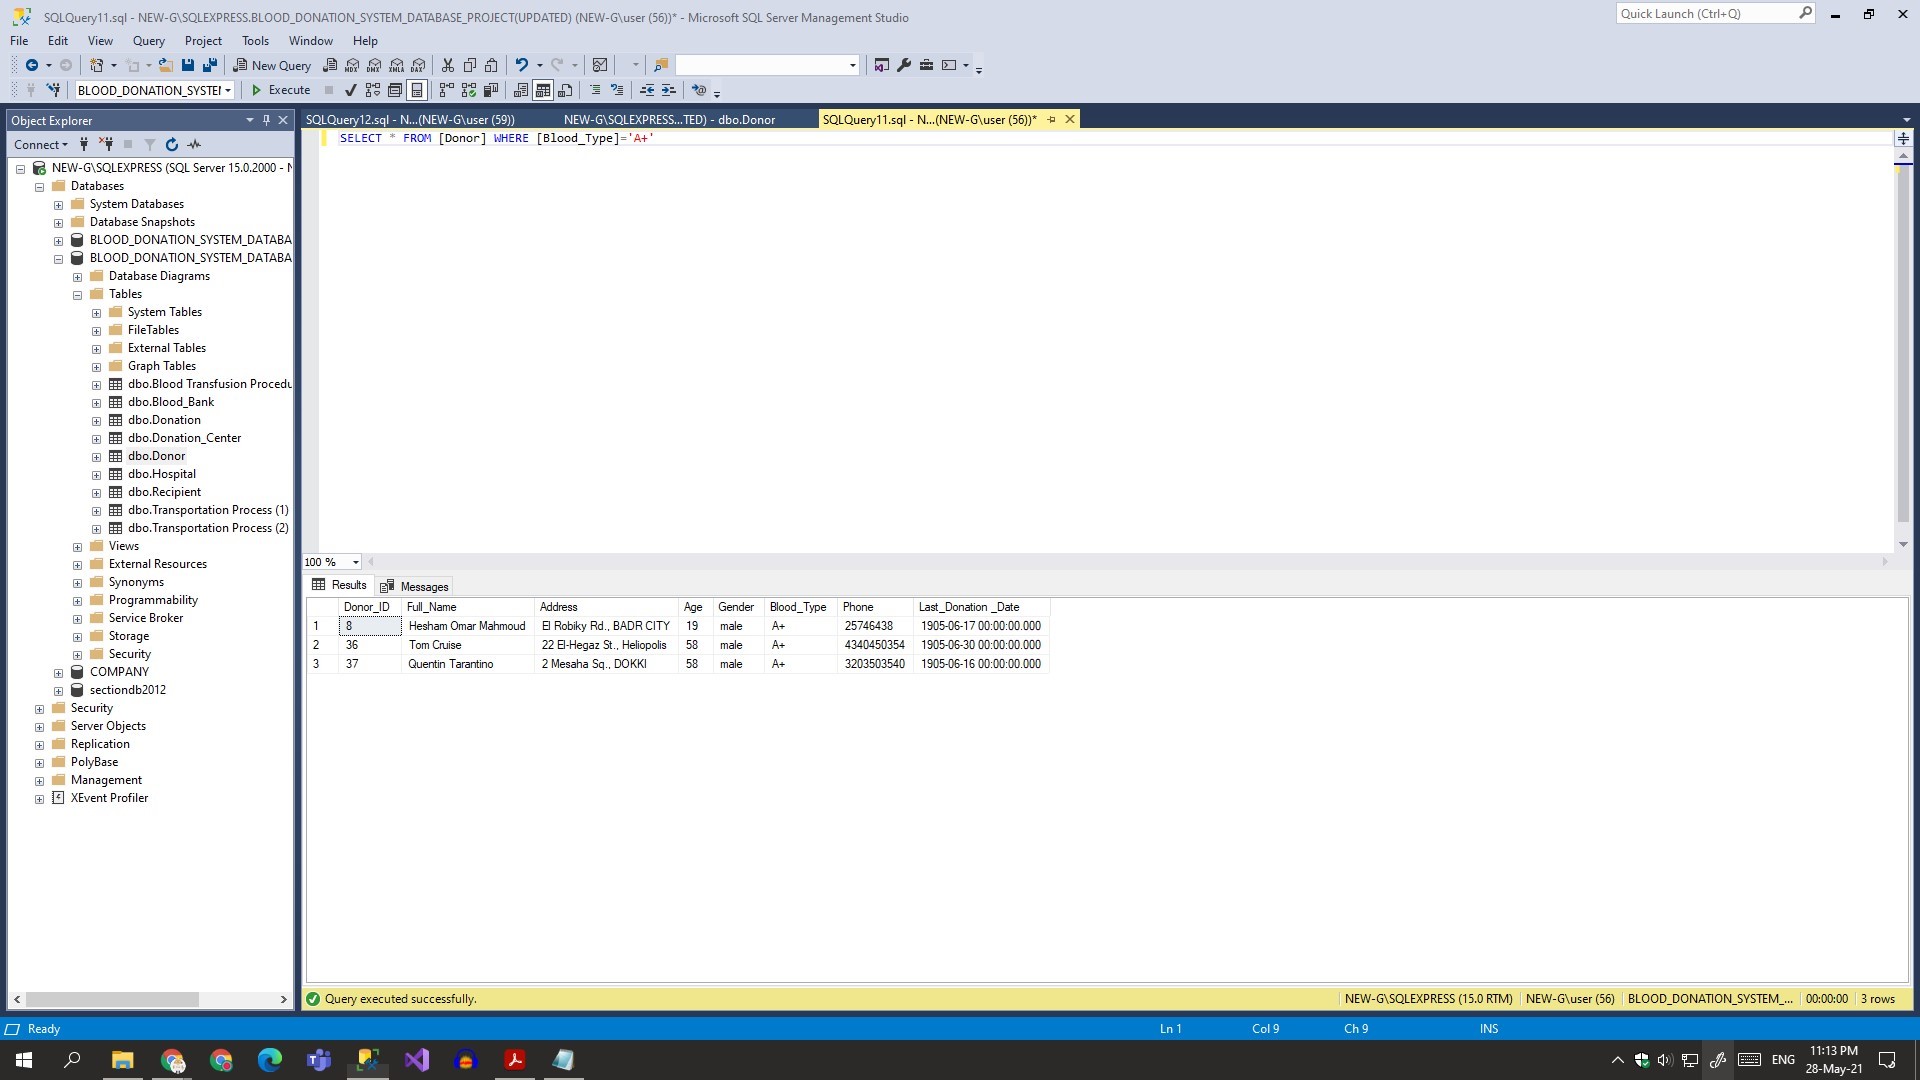 SQLQuery11.sql - NEW-G\SQLEXPRESS.BLOOD_DONATION_SYSTEM_DATABASE_PROJECT(UPDATED) (NEW-G\user (56))* - Microsoft SQL Server Management Studio
Quick Launch (Ctrl+Q)
File Edit View Query Project Tools Window Help
New Query
MDX DMX XMLA DAX
BLOOD_DONATION_SYSTEM Execute
Object Explorer
SQLQuery12.sql - N...(NEW-G\user (59)) NEW-G\SQLEXPRESS...TED) - dbo.Donor SQLQuery11.sql - N...(NEW-G\user (56))*
Connect
SELECT * FROM [Donor] WHERE [Blood_Type]='A+'
NEW-G\SQLEXPRESS (SQL Server 15.0.2000 - N
Databases
System Databases
Database Snapshots
BLOOD_DONATION_SYSTEM_DATABA
BLOOD_DONATION_SYSTEM_DATABA
Database Diagrams
Tables
System Tables
FileTables
External Tables
Graph Tables
dbo.Blood Transfusion Procedu
dbo.Blood_Bank
dbo.Donation
dbo.Donation_Center
dbo.Donor
dbo.Hospital
dbo.Recipient
dbo.Transportation Process (1)
dbo.Transportation Process (2)
Views
External Resources
Synonyms
Programmability
Service Broker
Storage
Security
COMPANY
sectiondb2012
Security
Server Objects
Replication
PolyBase
Management
XEvent Profiler
100 %
Results Messages
Donor_ID Full_Name Address Age Gender Blood_Type Phone Last_Donation _Date
1 8 Hesham Omar Mahmoud El Robiky Rd., BADR CITY 19 male A+ 25746438 1905-06-17 00:00:00.000
2 36 Tom Cruise 22 El-Hegaz St., Heliopolis 58 male A+ 4340450354 1905-06-30 00:00:00.000
3 37 Quentin Tarantino 2 Mesaha Sq., DOKKI 58 male A+ 3203503540 1905-06-16 00:00:00.000
Query executed successfully. NEW-G\SQLEXPRESS (15.0 RTM) NEW-G\user (56) BLOOD_DONATION_SYSTEM_... 00:00:00 3 rows
Ready Ln 1 Col 9 Ch 9 INS
ENG
11:13 PM
28-May-21